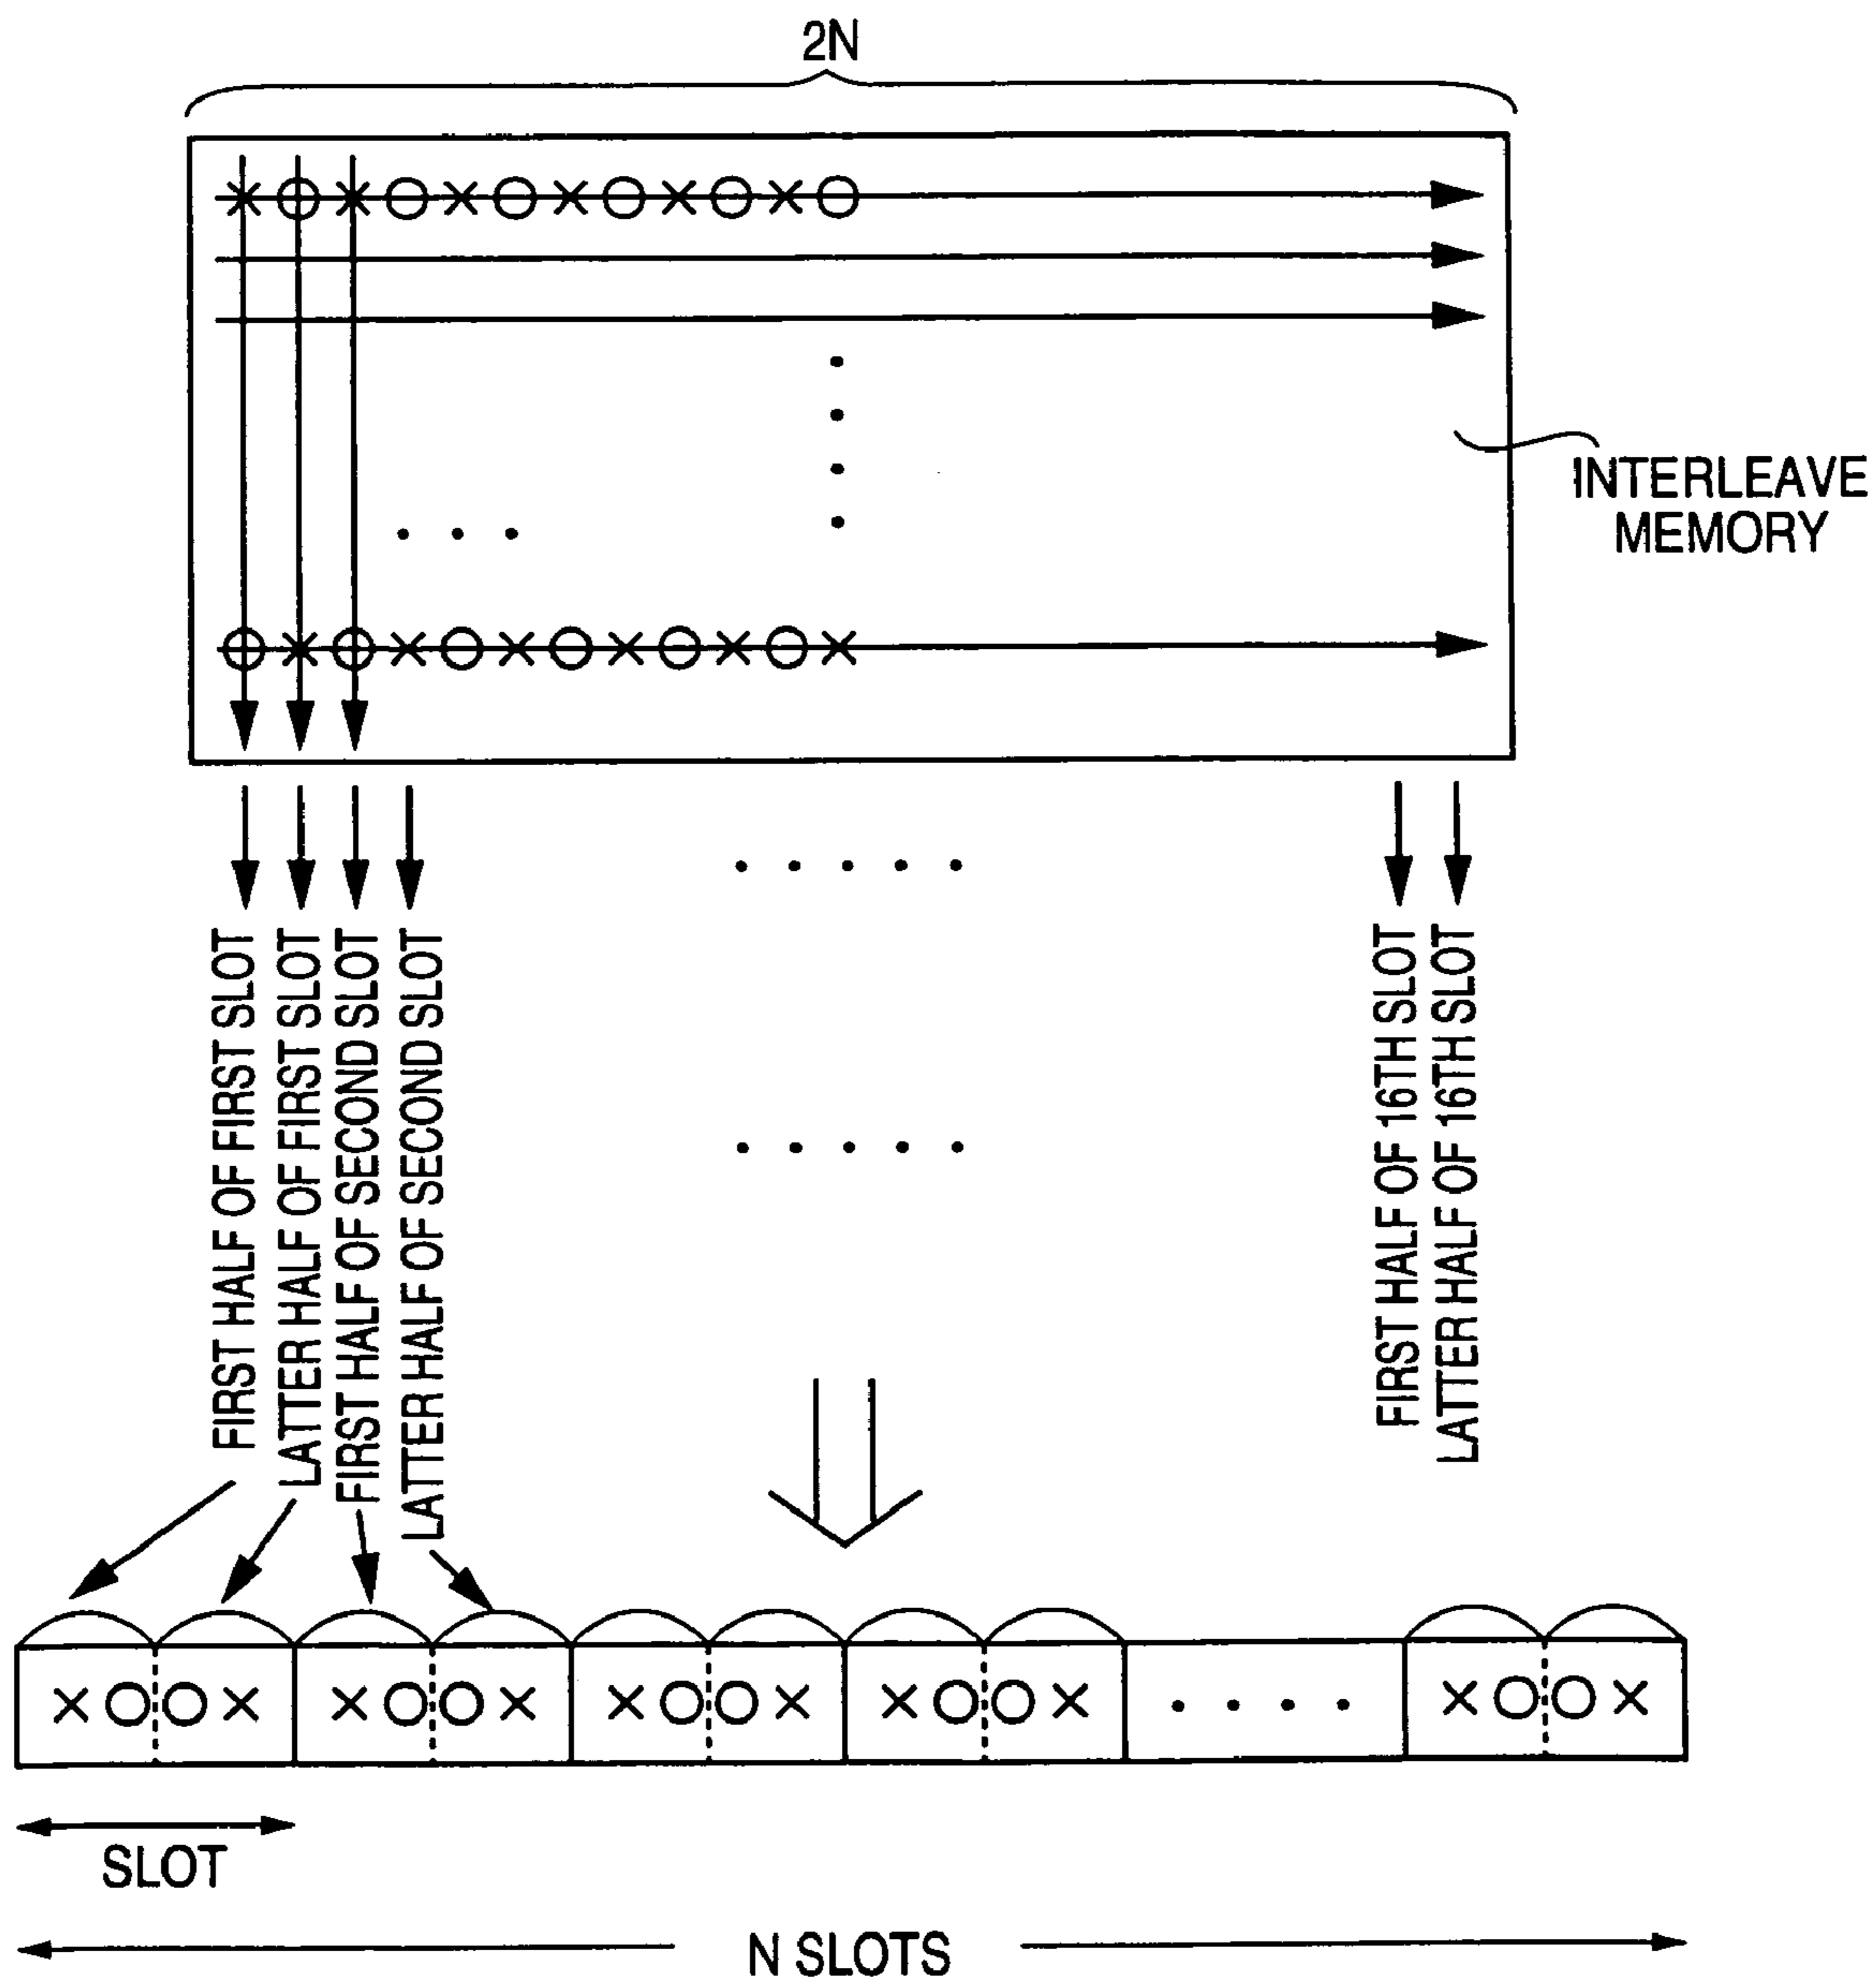 2N
INTERLEAVE
MEMORY
FIRST HALF OF FIRST SLOT
LATTER HALF OF FIRST SLOT
FIRST HALF OF SECOND SLOT
LATTER HALF OF SECOND SLOT
FIRST HALF OF 16TH SLOT
LATTER HALF OF 16TH SLOT
SLOT
N SLOTS